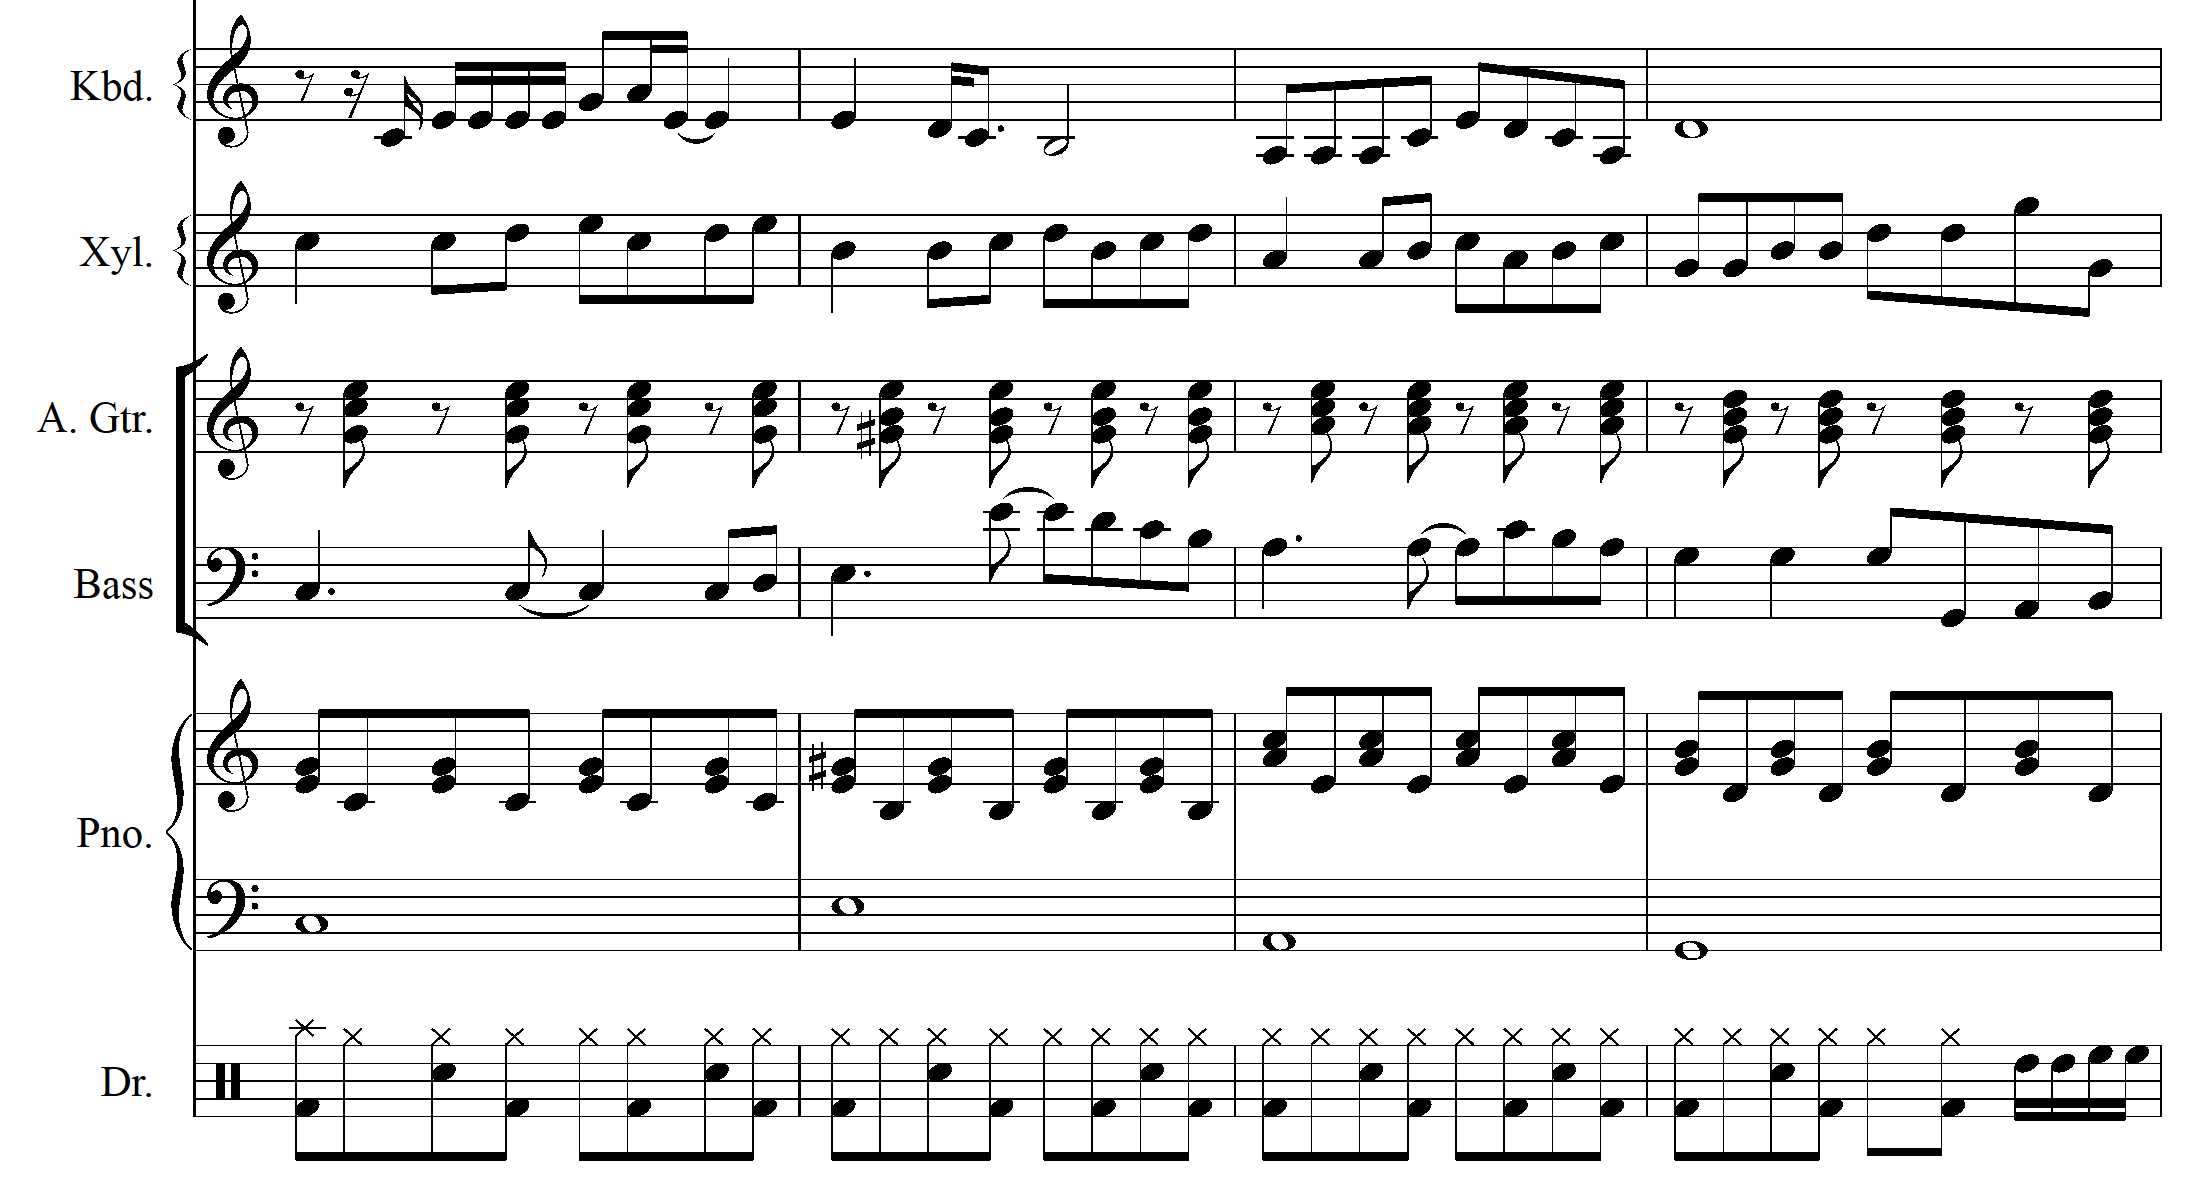 Kbd.
Xyl.
A. Gtr.
Bass
Pno.
Dr.